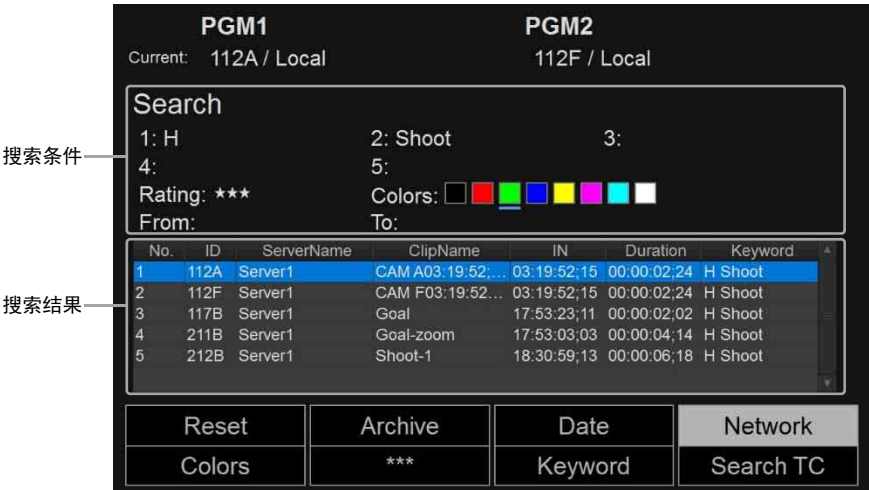 PGM1 PGM2
Current: 112A / Local 112F / Local
搜索条件
Search
1: H 2: Shoot 3:
4: 5:
Rating: *** Colors:
From: To:
搜索结果
No. ID ServerName ClipName IN Duration Keyword
1 112A Server1 CAM A03:19:52;... 03:19:52;15 00:00:02;24 H Shoot
2 112F Server1 CAM F03:19:52... 03:19:52;15 00:00:02;24 H Shoot
3 117B Server1 Goal 17:53:23;11 00:00:02;02 H Shoot
4 211B Server1 Goal-zoom 17:53:03;03 00:00:04;14 H Shoot
5 212B Server1 Shoot-1 18:30:59;13 00:00:06;18 H Shoot
Reset Archive Date Network
Colors *** Keyword Search TC